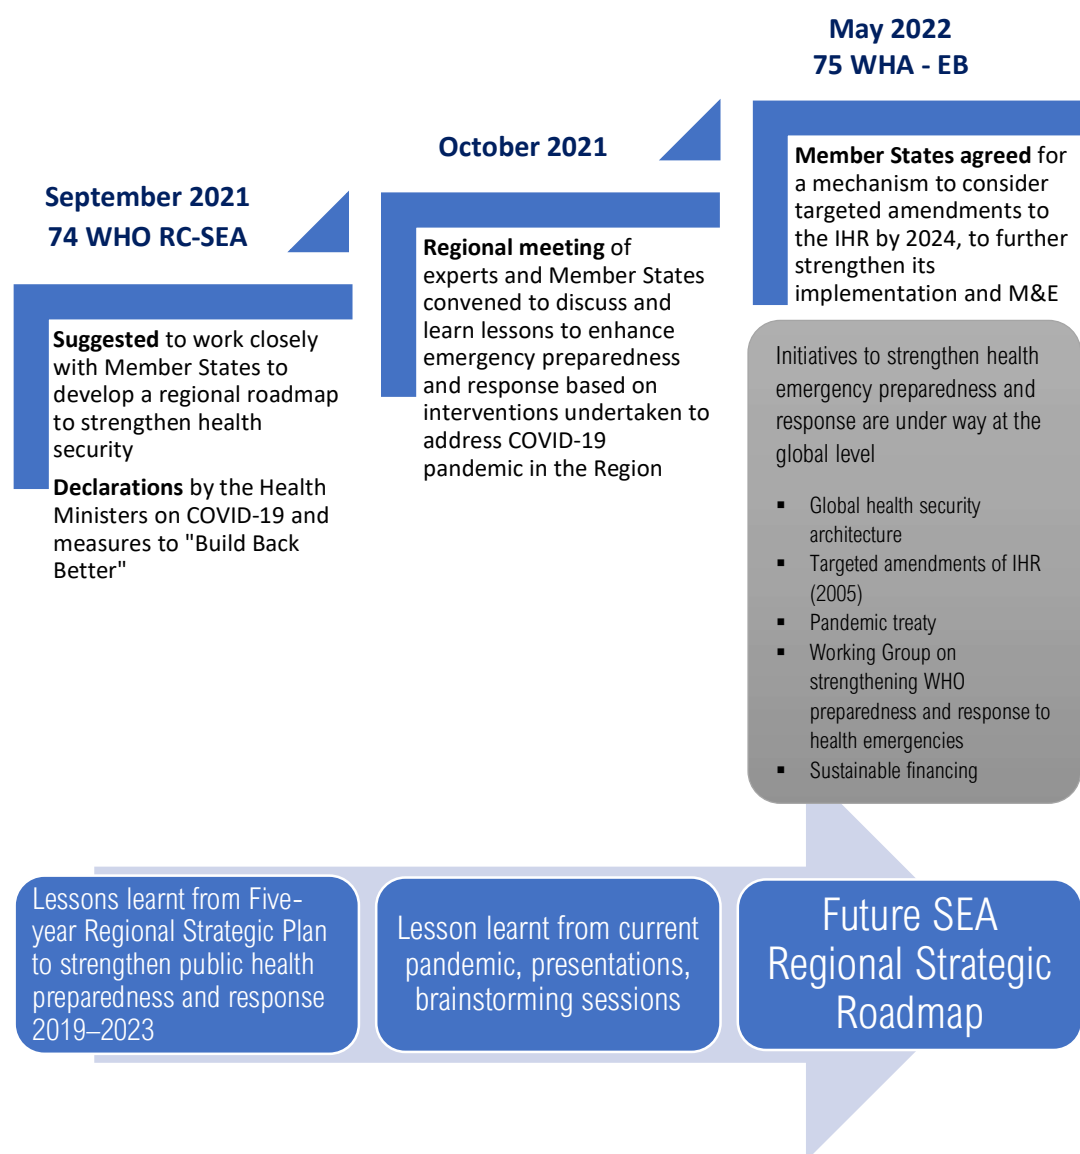 September 2021
74 WHO RC-SEA
Suggested to work closely
with Member States to
develop a regional roadmap
to strengthen health
security
Declarations by the Health
Ministers on COVID-19 and
measures to "Build Back
Better"
October 2021
Regional meeting of
experts and Member States
convened to discuss and
learn lessons to enhance
emergency preparedness
and response based on
interventions undertaken to
address COVID-19
pandemic in the Region
May 2022
75 WHA - EB
Member States agreed for
a mechanism to consider
targeted amendments to
the IHR by 2024, to further
strengthen its
implementation and M&E
Initiatives to strengthen health
emergency preparedness and
response are under way at the
global level
▪ Global health security
architecture
▪ Targeted amendments of IHR
(2005)
▪ Pandemic treaty
▪ Working Group on
strengthening WHO
preparedness and response to
health emergencies
▪ Sustainable financing
Lessons learnt from Five-
year Regional Strategic Plan
to strengthen public health
preparedness and response
2019–2023
Lesson learnt from current
pandemic, presentations,
brainstorming sessions
Future SEA
Regional Strategic
Roadmap